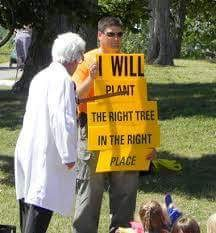 I WILL
PLANT
THE RIGHT TREE
IN THE RIGHT
PLACE